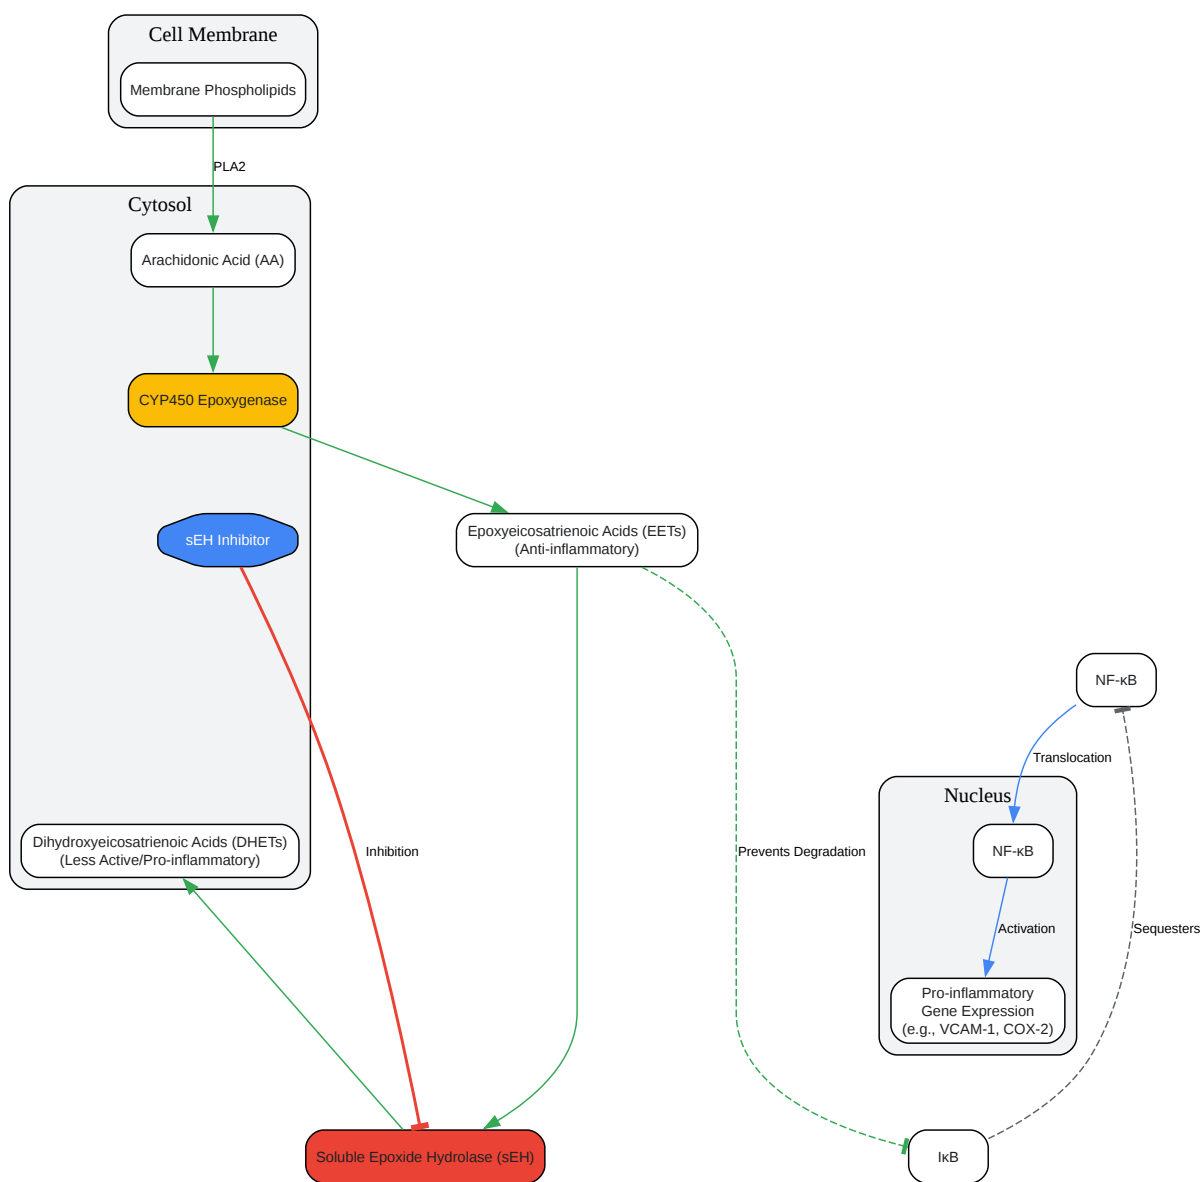 Cell Membrane
Membrane Phospholipids
PLA2
Cytosol
Arachidonic Acid (AA)
CYP450 Epoxygenase
sEH Inhibitor
Epoxyeicosatrienoic Acids (EETs)
(Anti-inflammatory)
NF-κB
Translocation
Nucleus
NF-κB
Dihydroxyeicosatrienoic Acids (DHETs)
(Less Active/Pro-inflammatory)
Inhibition
Prevents Degradation
Activation
Sequesters
Pro-inflammatory
Gene Expression
(e.g., VCAM-1, COX-2)
Soluble Epoxide Hydrolase (sEH)
IκB